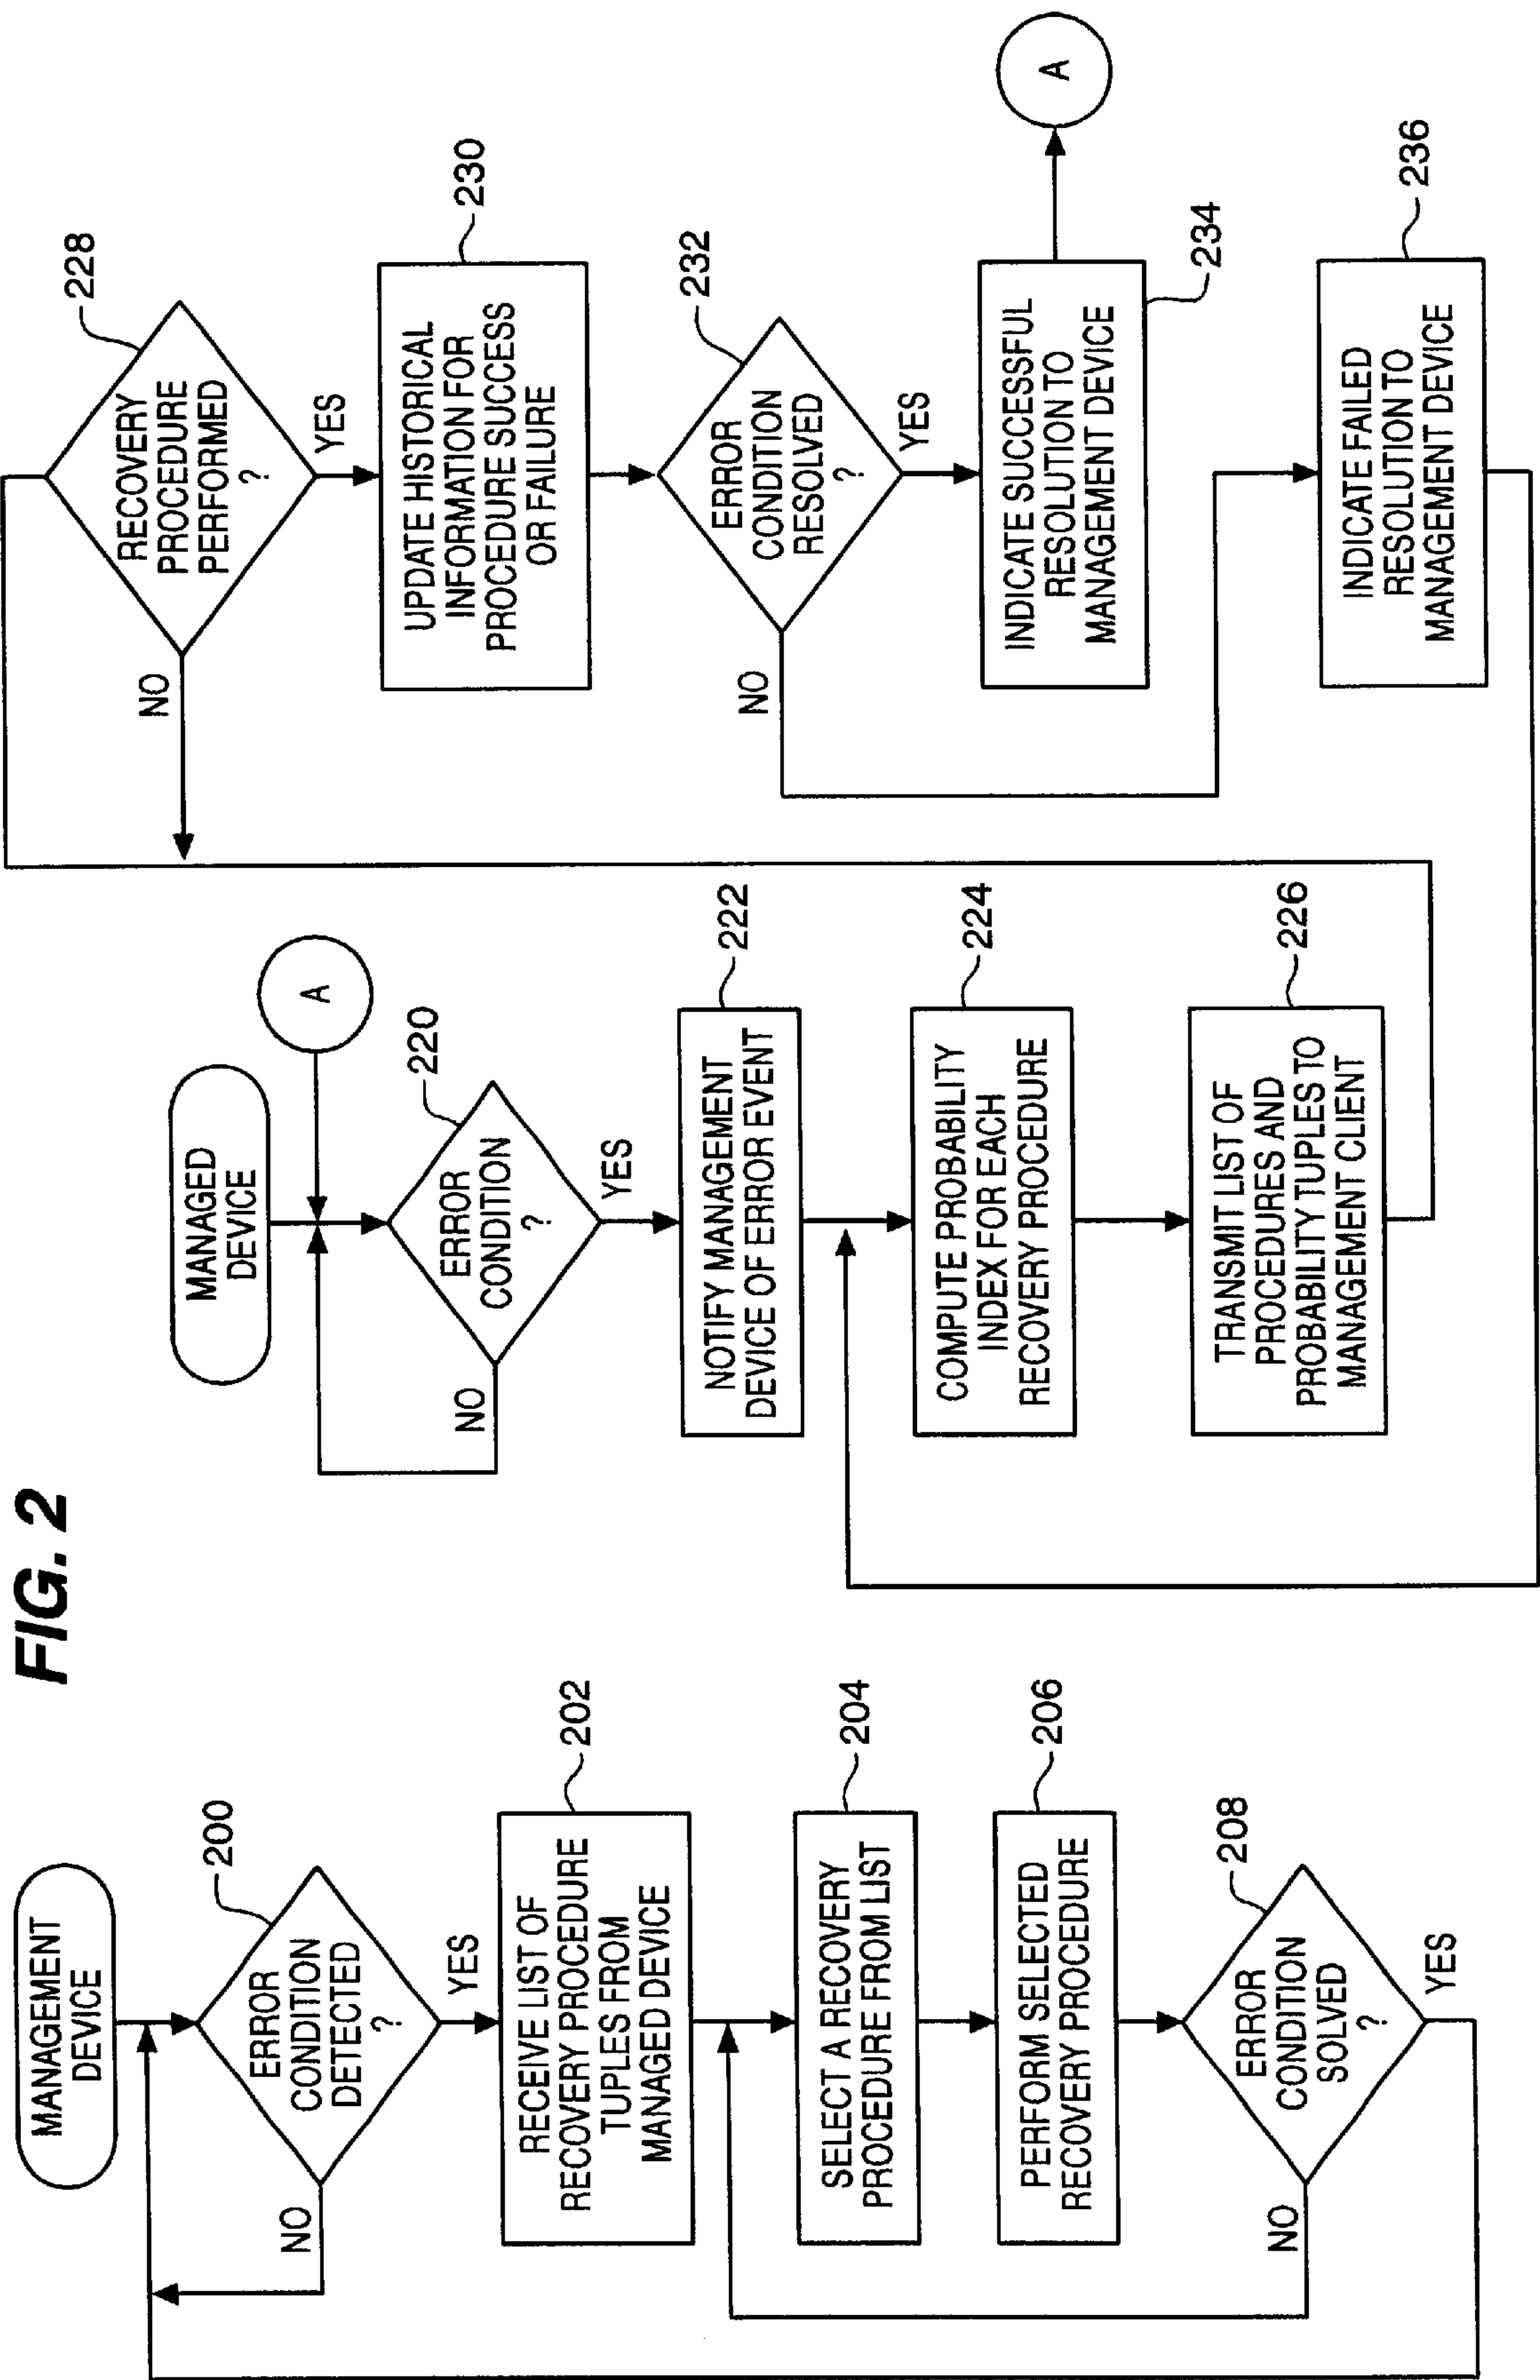 FIG. 2
MANAGEMENT
DEVICE
200
ERROR
CONDITION
DETECTED
?
NO
YES
202
RECEIVE LIST OF
RECOVERY PROCEDURE
TUPLES FROM
MANAGED DEVICE
204
SELECT A RECOVERY
PROCEDURE FROM LIST
206
PERFORM SELECTED
RECOVERY PROCEDURE
208
ERROR
CONDITION
SOLVED
?
NO
YES
MANAGED
DEVICE
A
220
ERROR
CONDITION
?
NO
YES
222
NOTIFY MANAGEMENT
DEVICE OF ERROR EVENT
224
COMPUTE PROBABILITY
INDEX FOR EACH
RECOVERY PROCEDURE
226
TRANSMIT LIST OF
PROCEDURES AND
PROBABILITY TUPLES TO
MANAGEMENT CLIENT
228
RECOVERY
PROCEDURE
PERFORMED
?
NO
YES
230
UPDATE HISTORICAL
INFORMATION FOR
PROCEDURE SUCCESS
OR FAILURE
232
ERROR
CONDITION
RESOLVED
?
NO
YES
INDICATE SUCCESSFUL
RESOLUTION TO
MANAGEMENT DEVICE
234
A
236
INDICATE FAILED
RESOLUTION TO
MANAGEMENT DEVICE